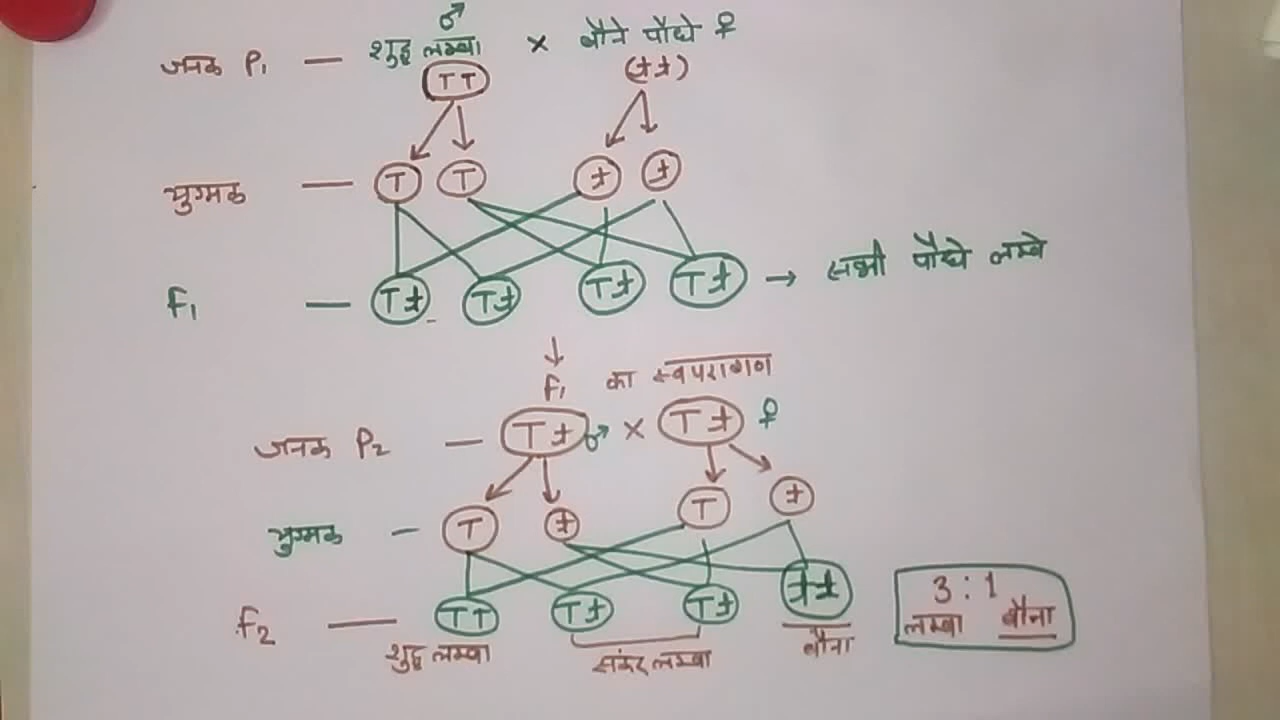 ♂
जनक P₁ — शुद्ध लम्बा × बौने पौधे ♀
TT (tt)
युग्मक — T T t t
F₁ — Tt Tt Tt Tt → सभी पौधे लम्बे
↓
F₁ का स्वपरागण
जनक P₂ — Tt ♂ × Tt ♀
युग्मक – T t T t
F₂ — TT Tt Tt tt
शुद्ध लम्बा संकर लम्बा बौना
3 : 1
लम्बा बौना